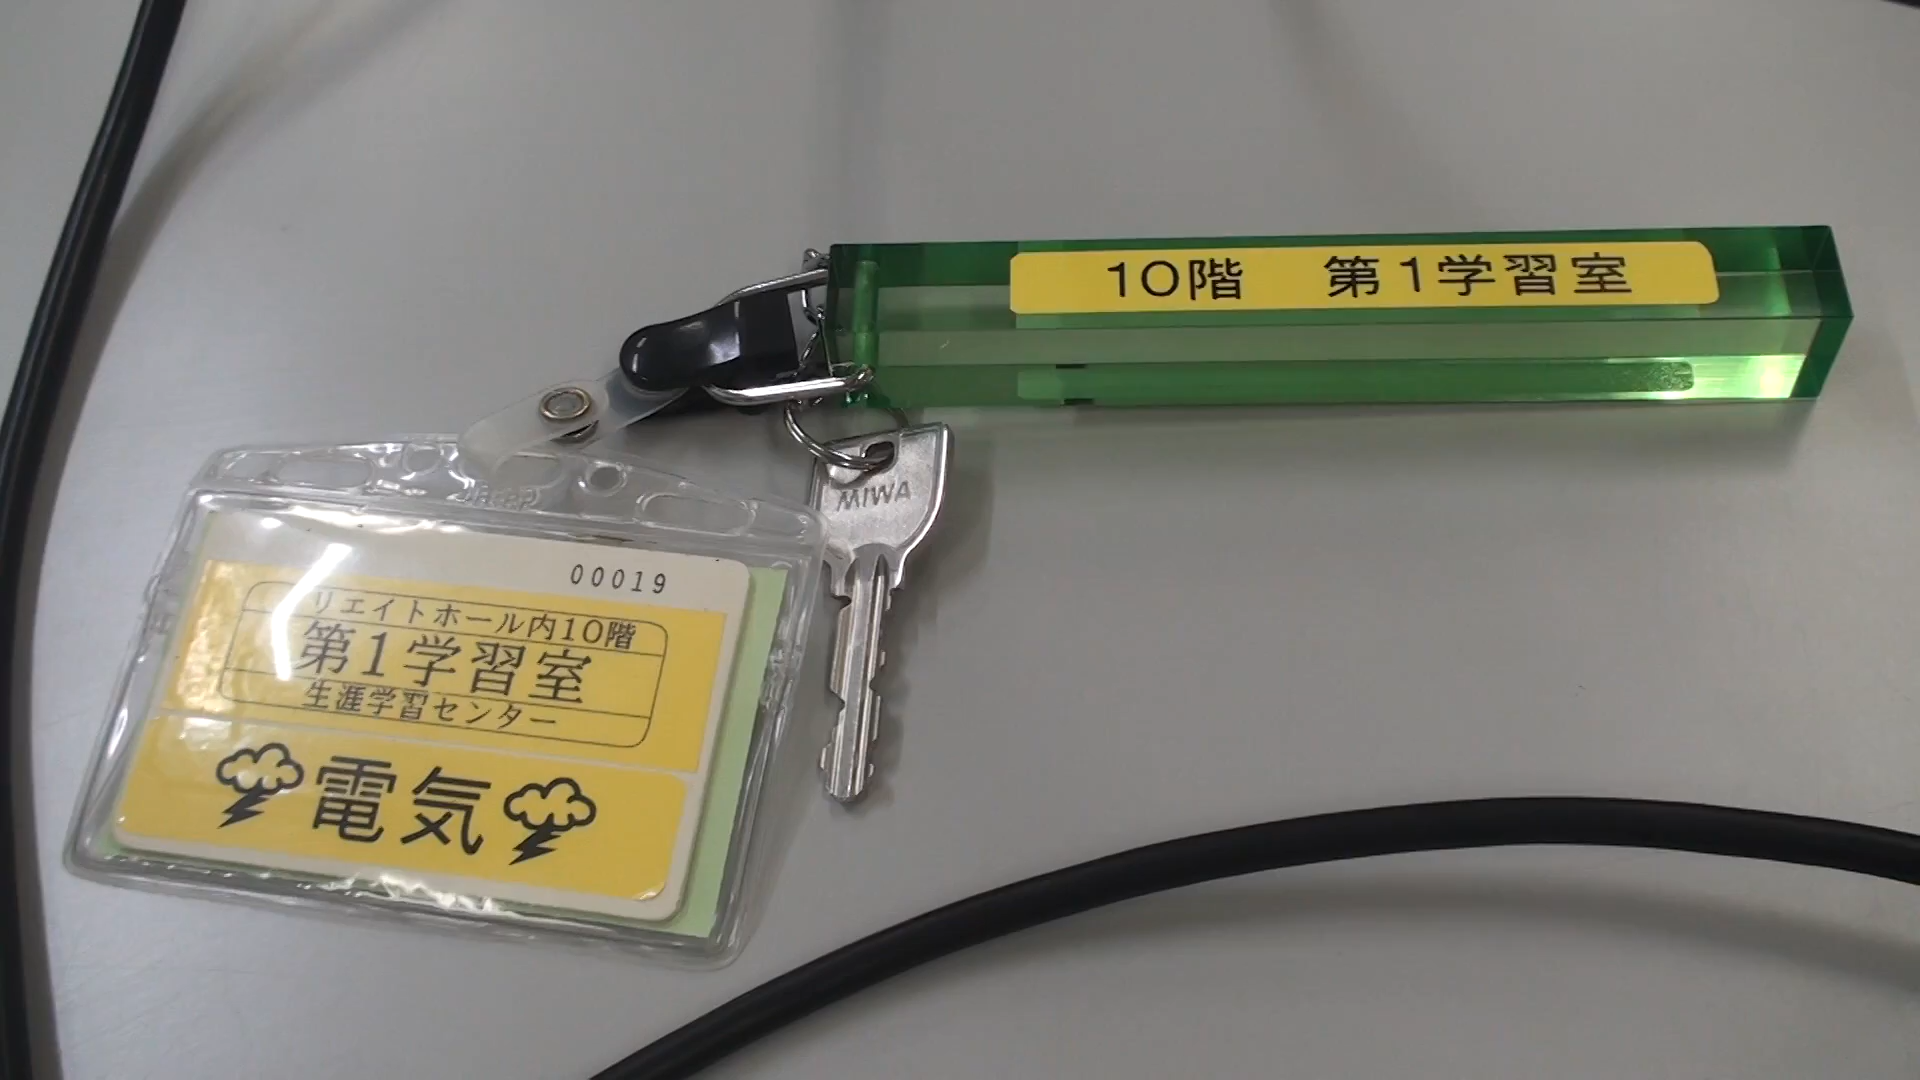 10階　第1学習室
MIWA
00019
リエイトホール内10階
第1学習室
生涯学習センター
電気